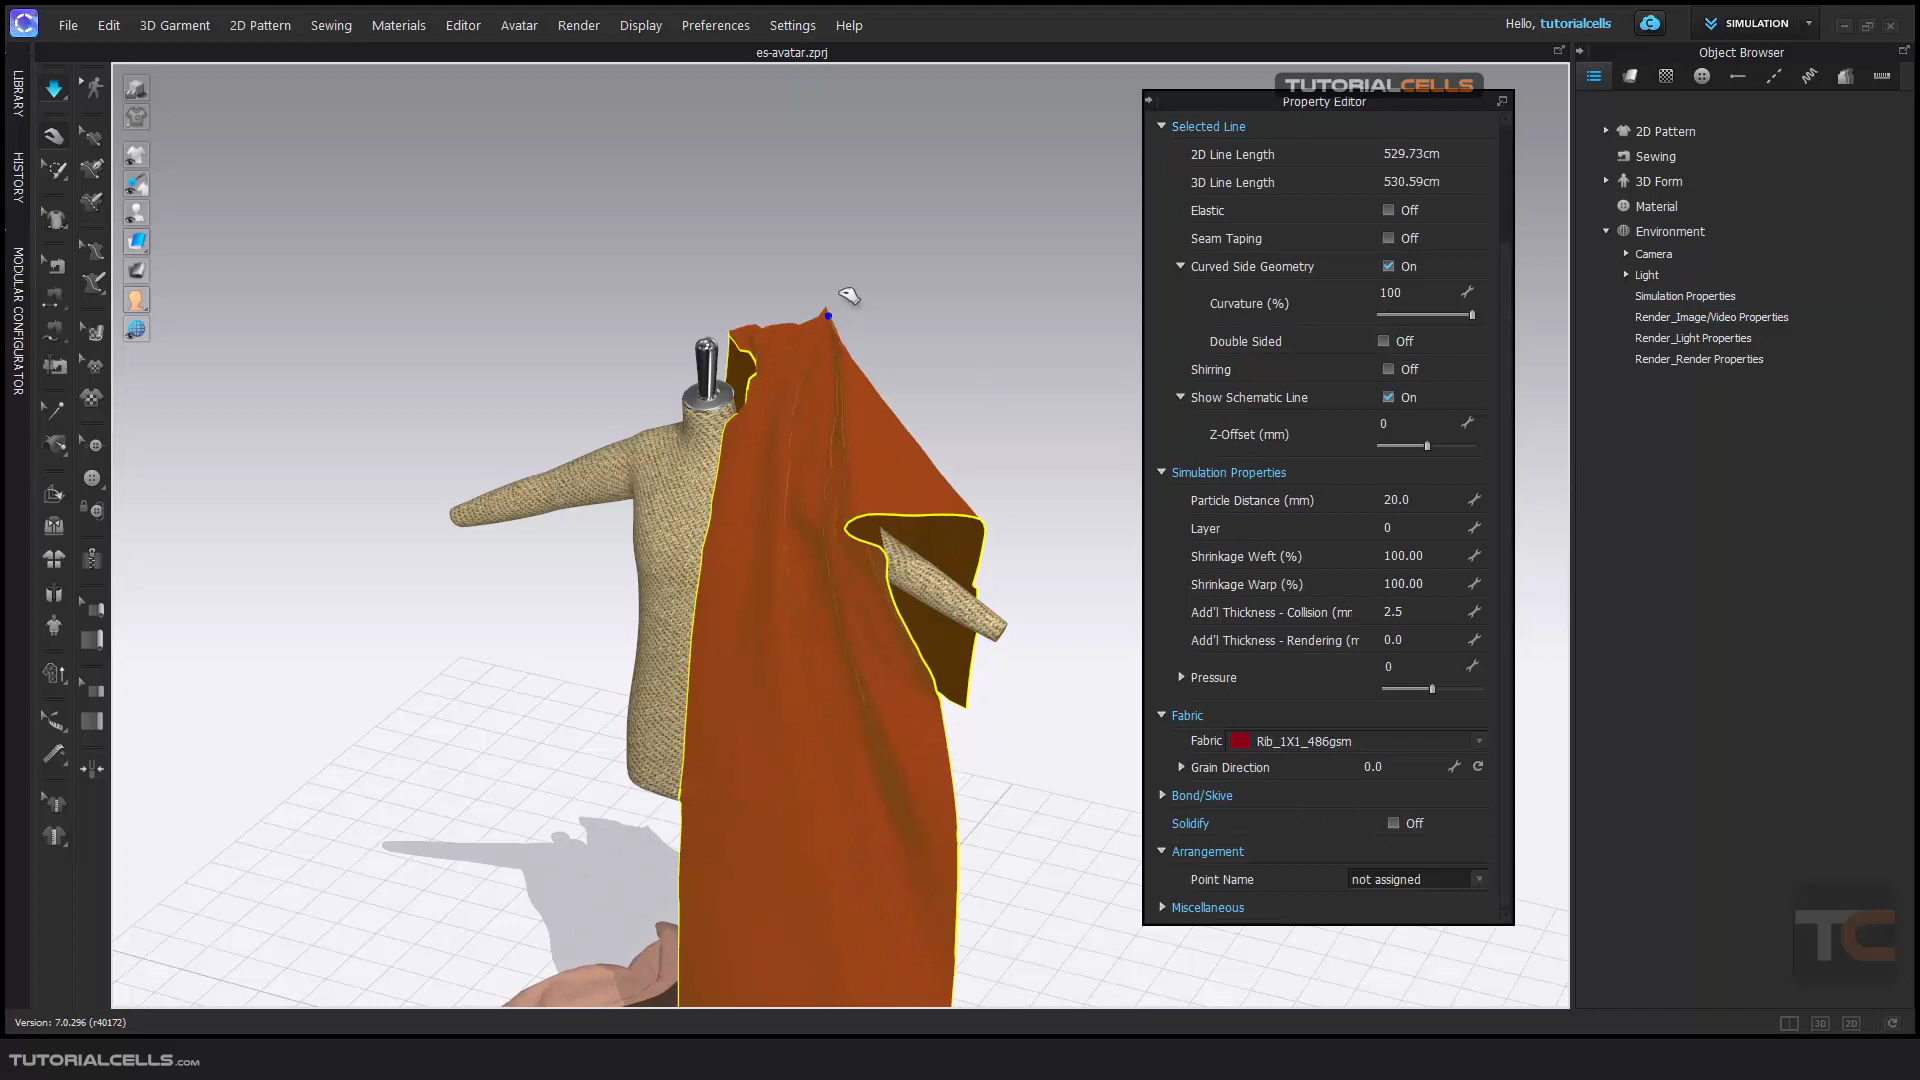 File Edit 3D Garment 2D Pattern Sewing Materials Editor Avatar Render Display Preferences Settings Help
Hello, tutorialcells
SIMULATION
es-avatar.zprj
Object Browser
LIBRARY
HISTORY
MODULAR CONFIGURATOR
TUTORIALCELLS
Property Editor
Selected Line
2D Line Length 529.73cm
3D Line Length 530.59cm
Elastic Off
Seam Taping Off
Curved Side Geometry On
Curvature (%) 100
Double Sided Off
Shirring Off
Show Schematic Line On
Z-Offset (mm) 0
Simulation Properties
Particle Distance (mm) 20.0
Layer 0
Shrinkage Weft (%) 100.00
Shrinkage Warp (%) 100.00
Add'l Thickness - Collision (mr 2.5
Add'l Thickness - Rendering (r 0.0
Pressure 0
Fabric
Fabric Rib_1X1_486gsm
Grain Direction 0.0
Bond/Skive
Solidify Off
Arrangement
Point Name not assigned
Miscellaneous
2D Pattern
Sewing
3D Form
Material
Environment
Camera
Light
Simulation Properties
Render_Image/Video Properties
Render_Light Properties
Render_Render Properties
TC
Version: 7.0.296 (r40172)
3D 2D
TUTORIALCELLS.com